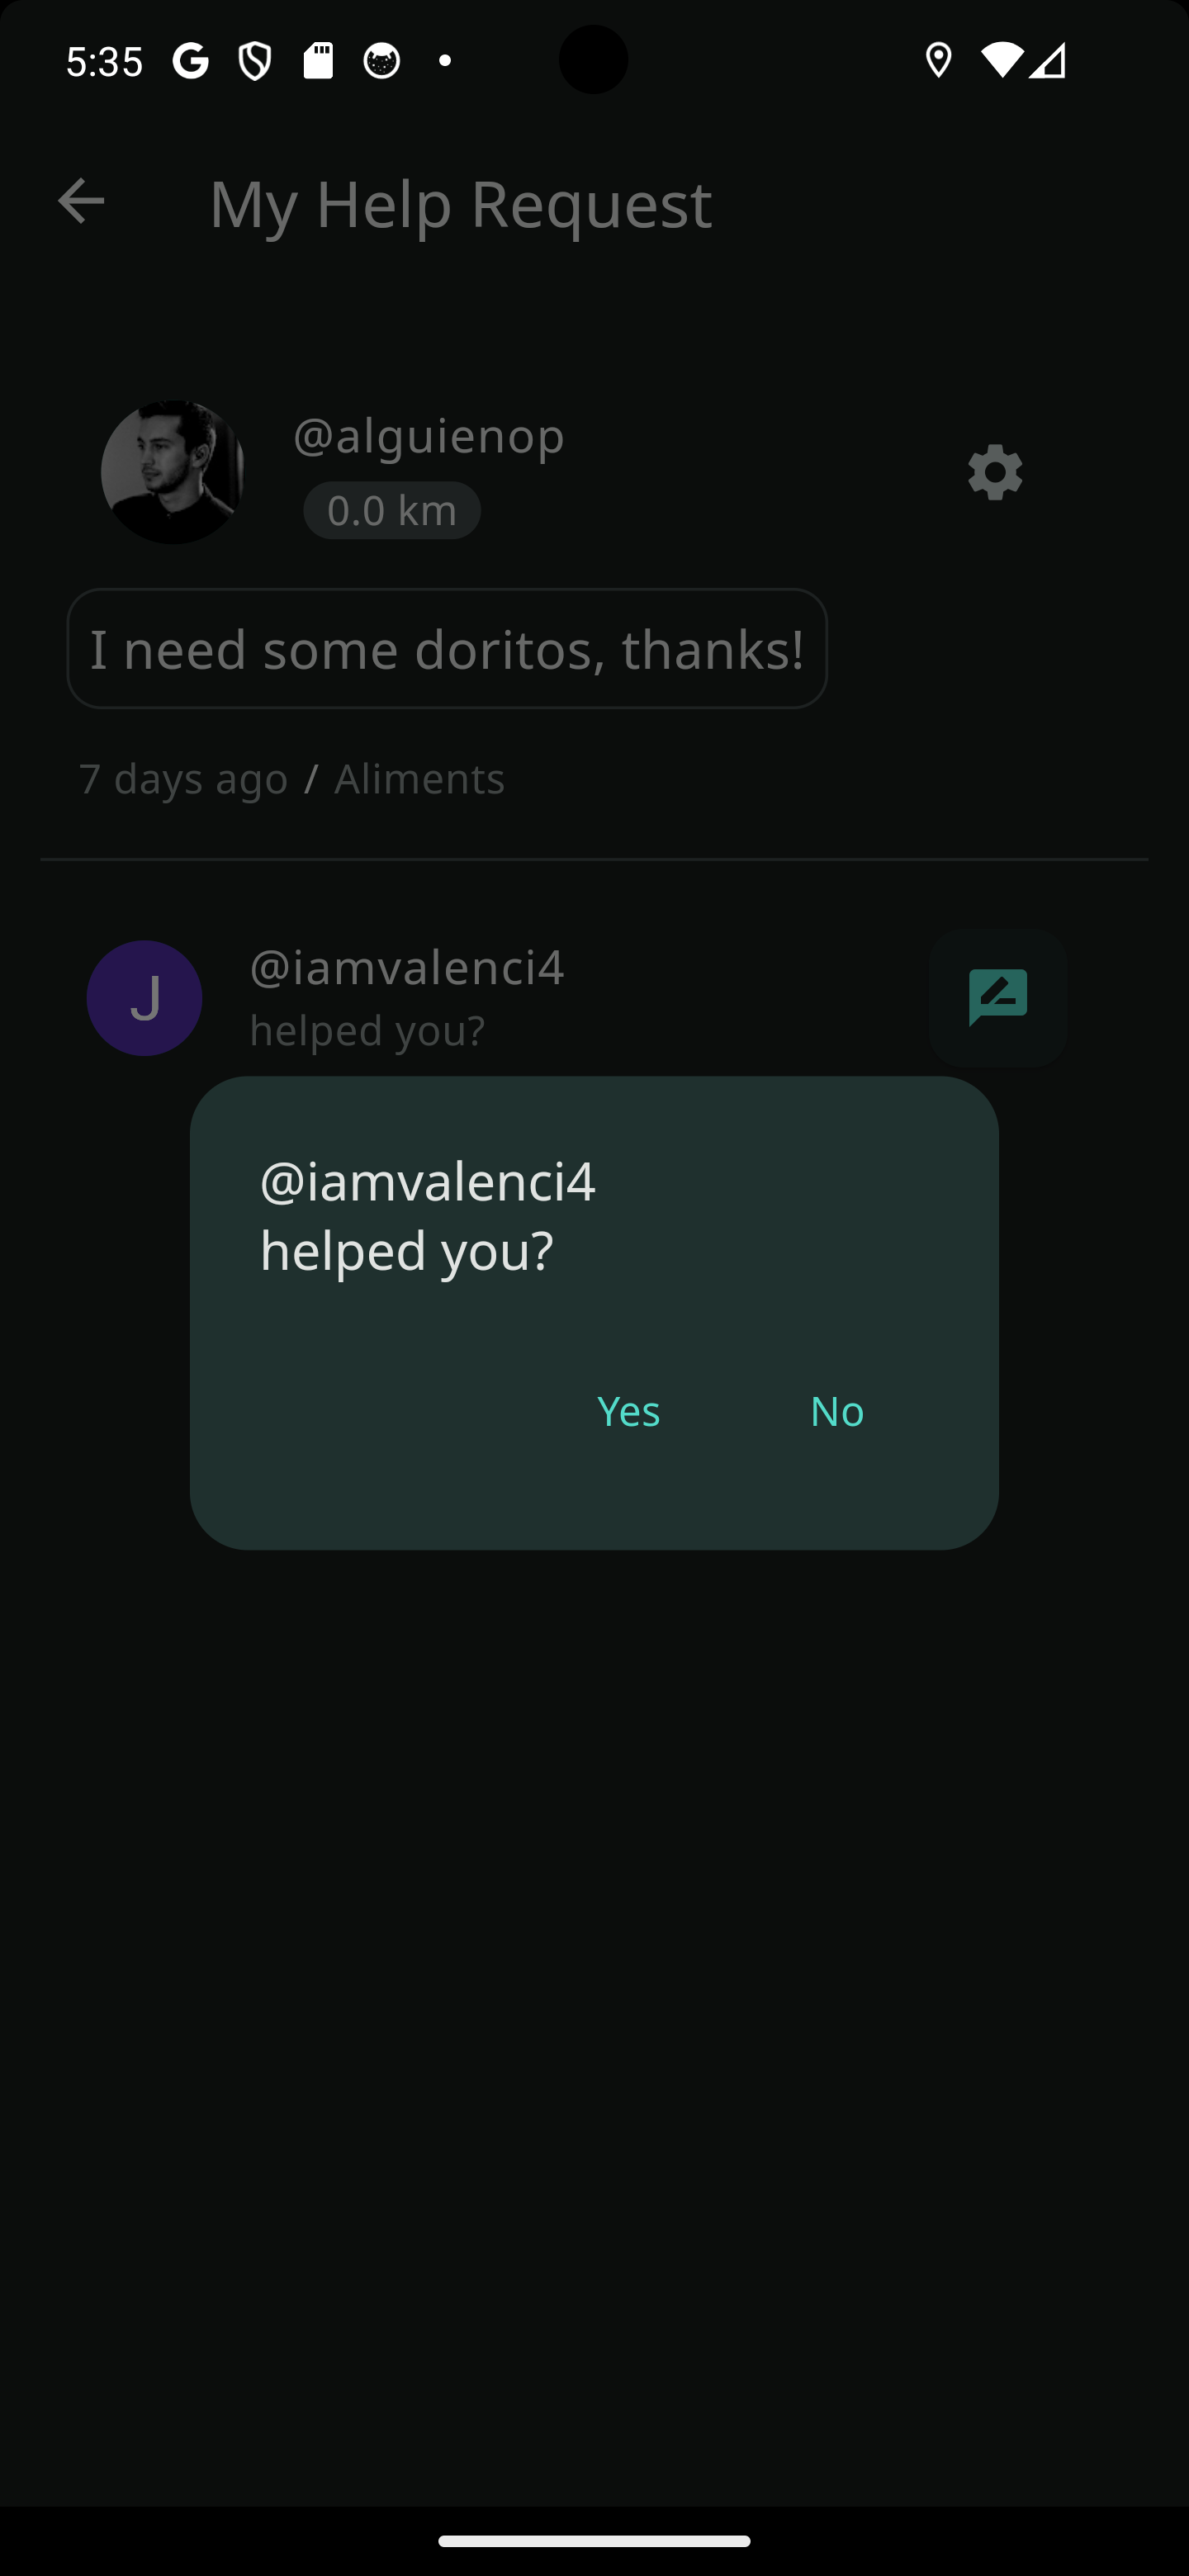 5:35
My Help Request
@alguienop
0.0 km
I need some doritos, thanks!
7 days ago / Aliments
J
@iamvalenci4
helped you?
@iamvalenci4
helped you?
Yes No